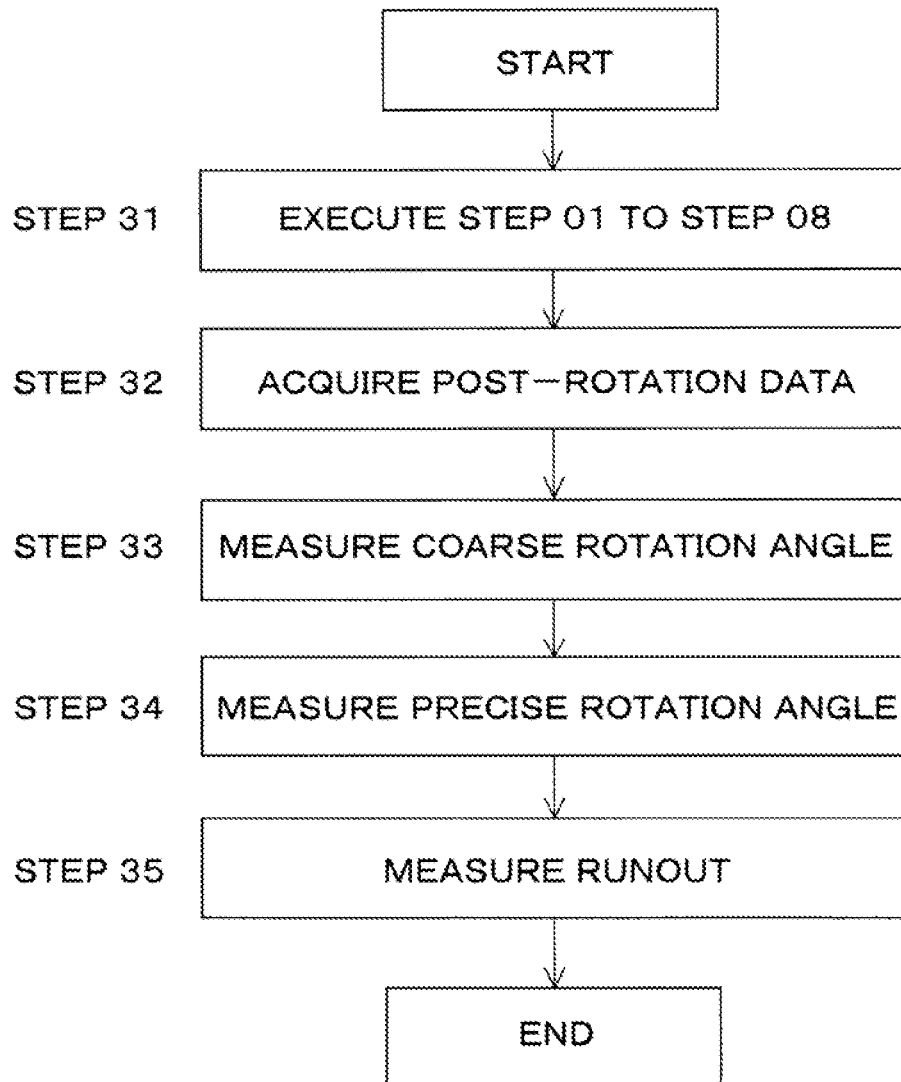 START
STEP 31 EXECUTE STEP 01 TO STEP 08
STEP 32 ACQUIRE POST-ROTATION DATA
STEP 33 MEASURE COARSE ROTATION ANGLE
STEP 34 MEASURE PRECISE ROTATION ANGLE
STEP 35 MEASURE RUNOUT
END